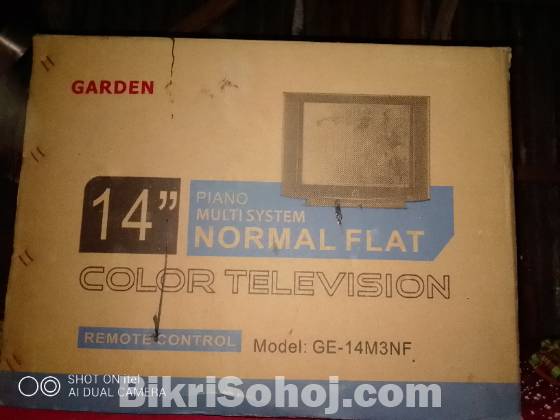 GARDEN
14”
PIANO
MULTI SYSTEM
NORMAL FLAT
COLOR TELEVISION
REMOTE CONTROL
Model: GE-14M3NF
SHOT ON itel
AI DUAL CAMERA
BikriSohoj.com